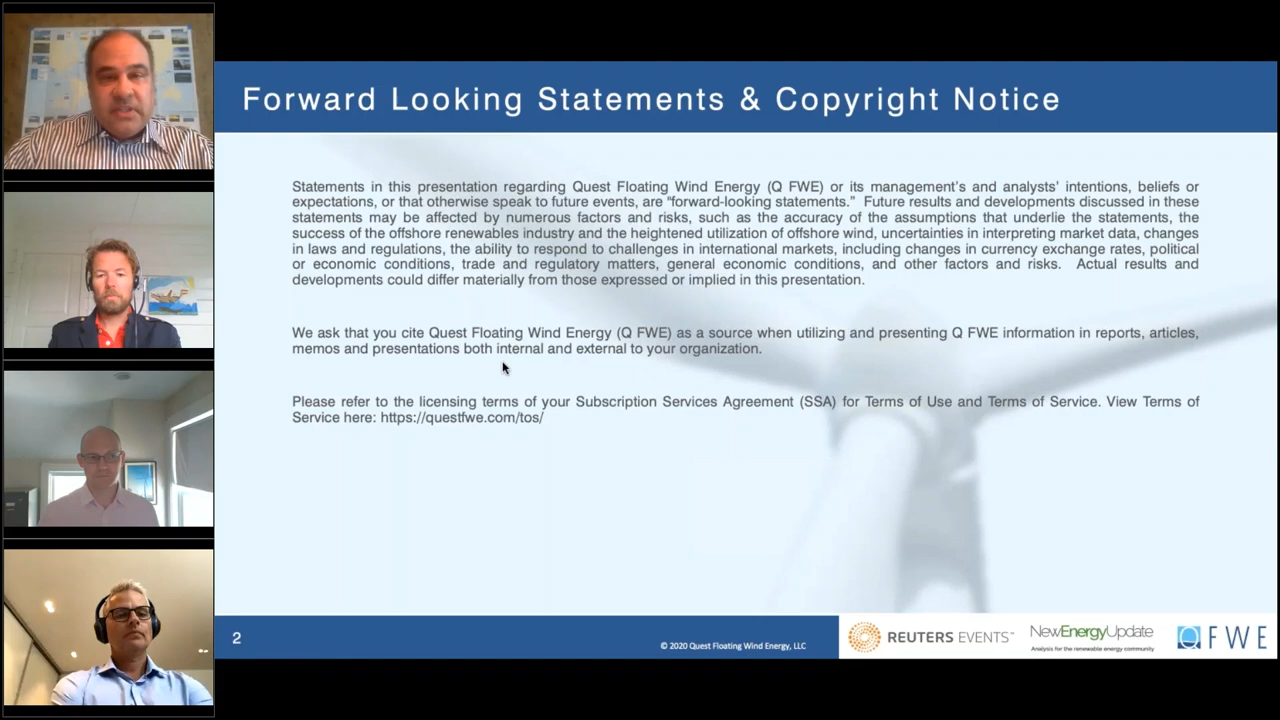 Forward Looking Statements & Copyright Notice
Statements in this presentation regarding Quest Floating Wind Energy (Q FWE) or its management's and analysts' intentions, beliefs or
expectations, or that otherwise speak to future events, are “forward-looking statements.” Future results and developments discussed in these
statements may be affected by numerous factors and risks, such as the accuracy of the assumptions that underlie the statements, the
success of the offshore renewables industry and the heightened utilization of offshore wind, uncertainties in interpreting market data, changes
in laws and regulations, the ability to respond to challenges in international markets, including changes in currency exchange rates, political
or economic conditions, trade and regulatory matters, general economic conditions, and other factors and risks. Actual results and
developments could differ materially from those expressed or implied in this presentation.
We ask that you cite Quest Floating Wind Energy (Q FWE) as a source when utilizing and presenting Q FWE information in reports, articles,
memos and presentations both internal and external to your organization.
Please refer to the licensing terms of your Subscription Services Agreement (SSA) for Terms of Use and Terms of Service. View Terms of
Service here: https://questfwe.com/tos/
2
© 2020 Quest Floating Wind Energy, LLC
REUTERS EVENTS™
NewEnergyUpdate
Analysis for the renewable energy community
Q FWE